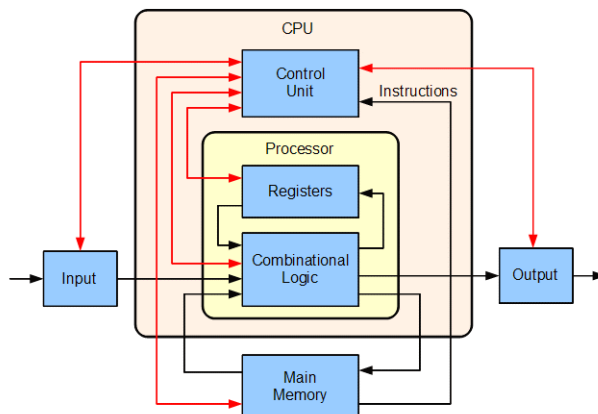 CPU
Control
Unit
Instructions
Processor
Registers
Combinational
Logic
Input
Output
Main
Memory